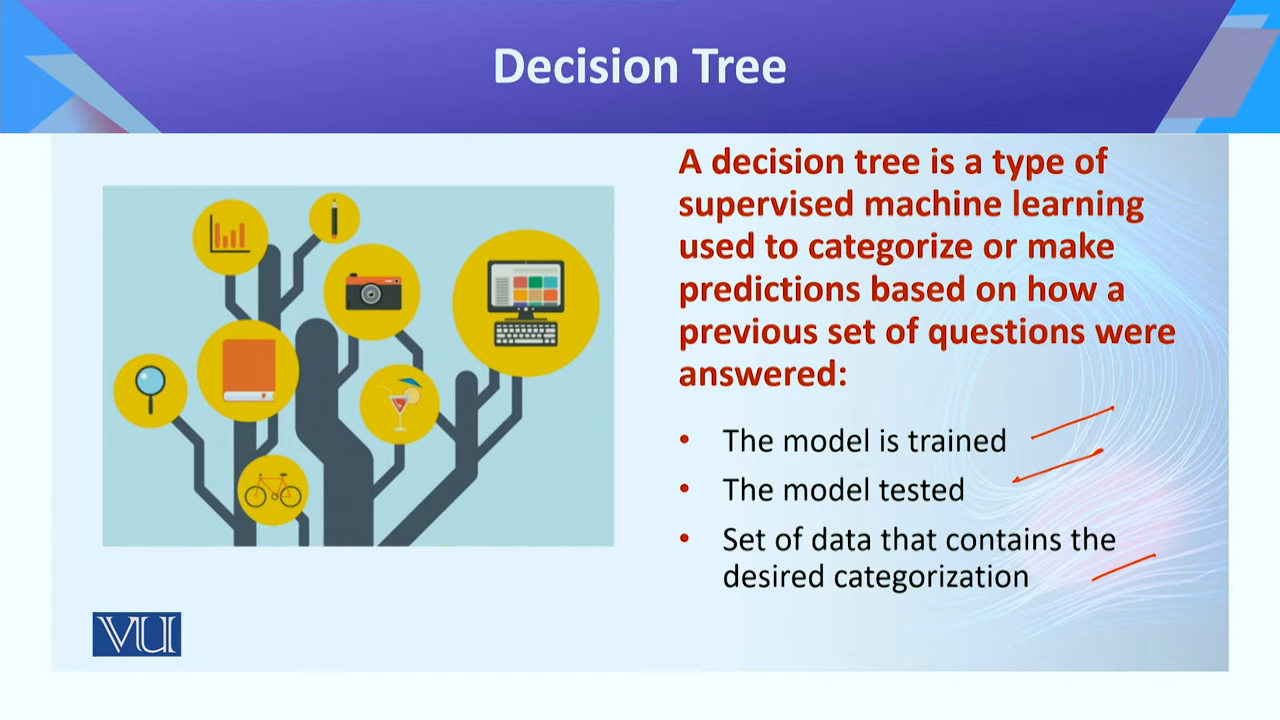 Decision Tree
A decision tree is a type of
supervised machine learning
used to categorize or make
predictions based on how a
previous set of questions were
answered:
• The model is trained
• The model tested
• Set of data that contains the
desired categorization
VU